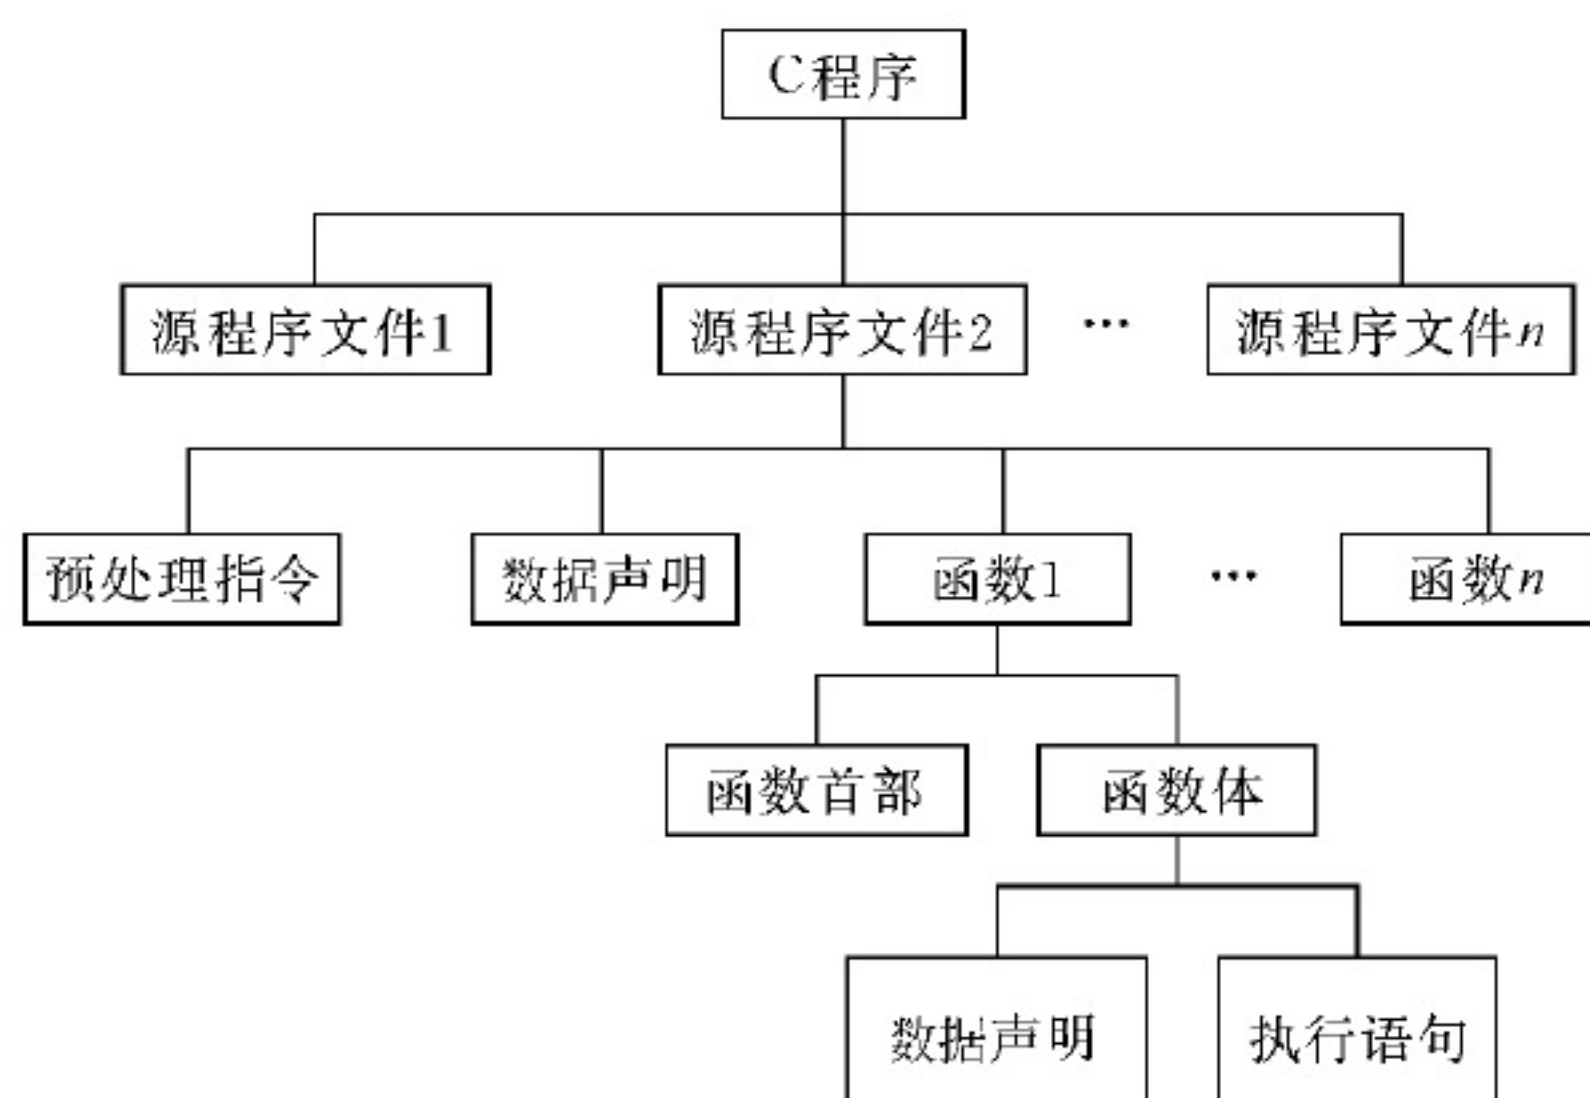 C程序
源程序文件1
源程序文件2
…
源程序文件n
预处理指令
数据声明
函数1
…
函数n
函数首部
函数体
数据声明
执行语句